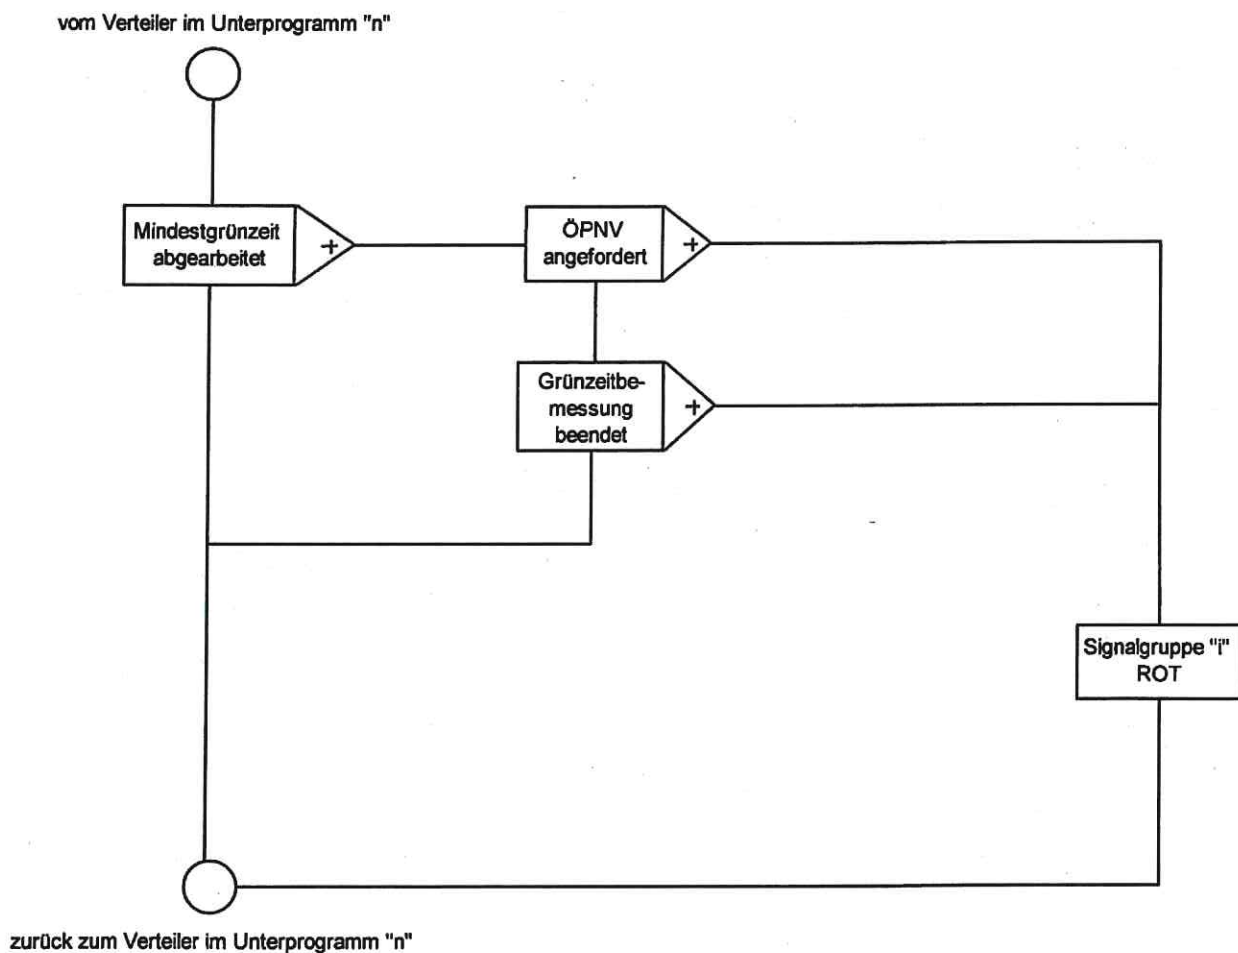 vom Verteiler im Unterprogramm "n"
Mindestgrünzeit
abgearbeitet
+
ÖPNV
angefordert
+
Grünzeitbe-
messung
beendet
+
Signalgruppe "i"
ROT
zurück zum Verteiler im Unterprogramm "n"